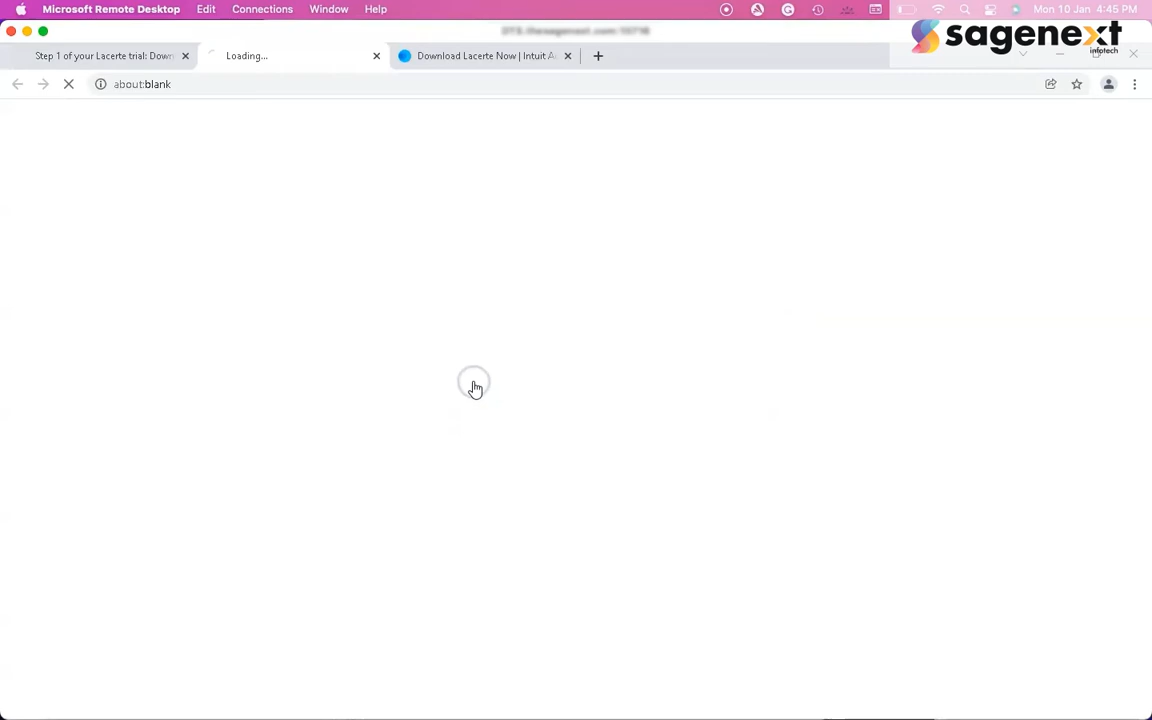 Microsoft Remote Desktop Edit Connections Window Help Mon 10 Jan 4:45 PM
sagenext
infotech
Step 1 of your Lacerte trial: Down
Loading...
Download Lacerte Now | Intuit A
about:blank